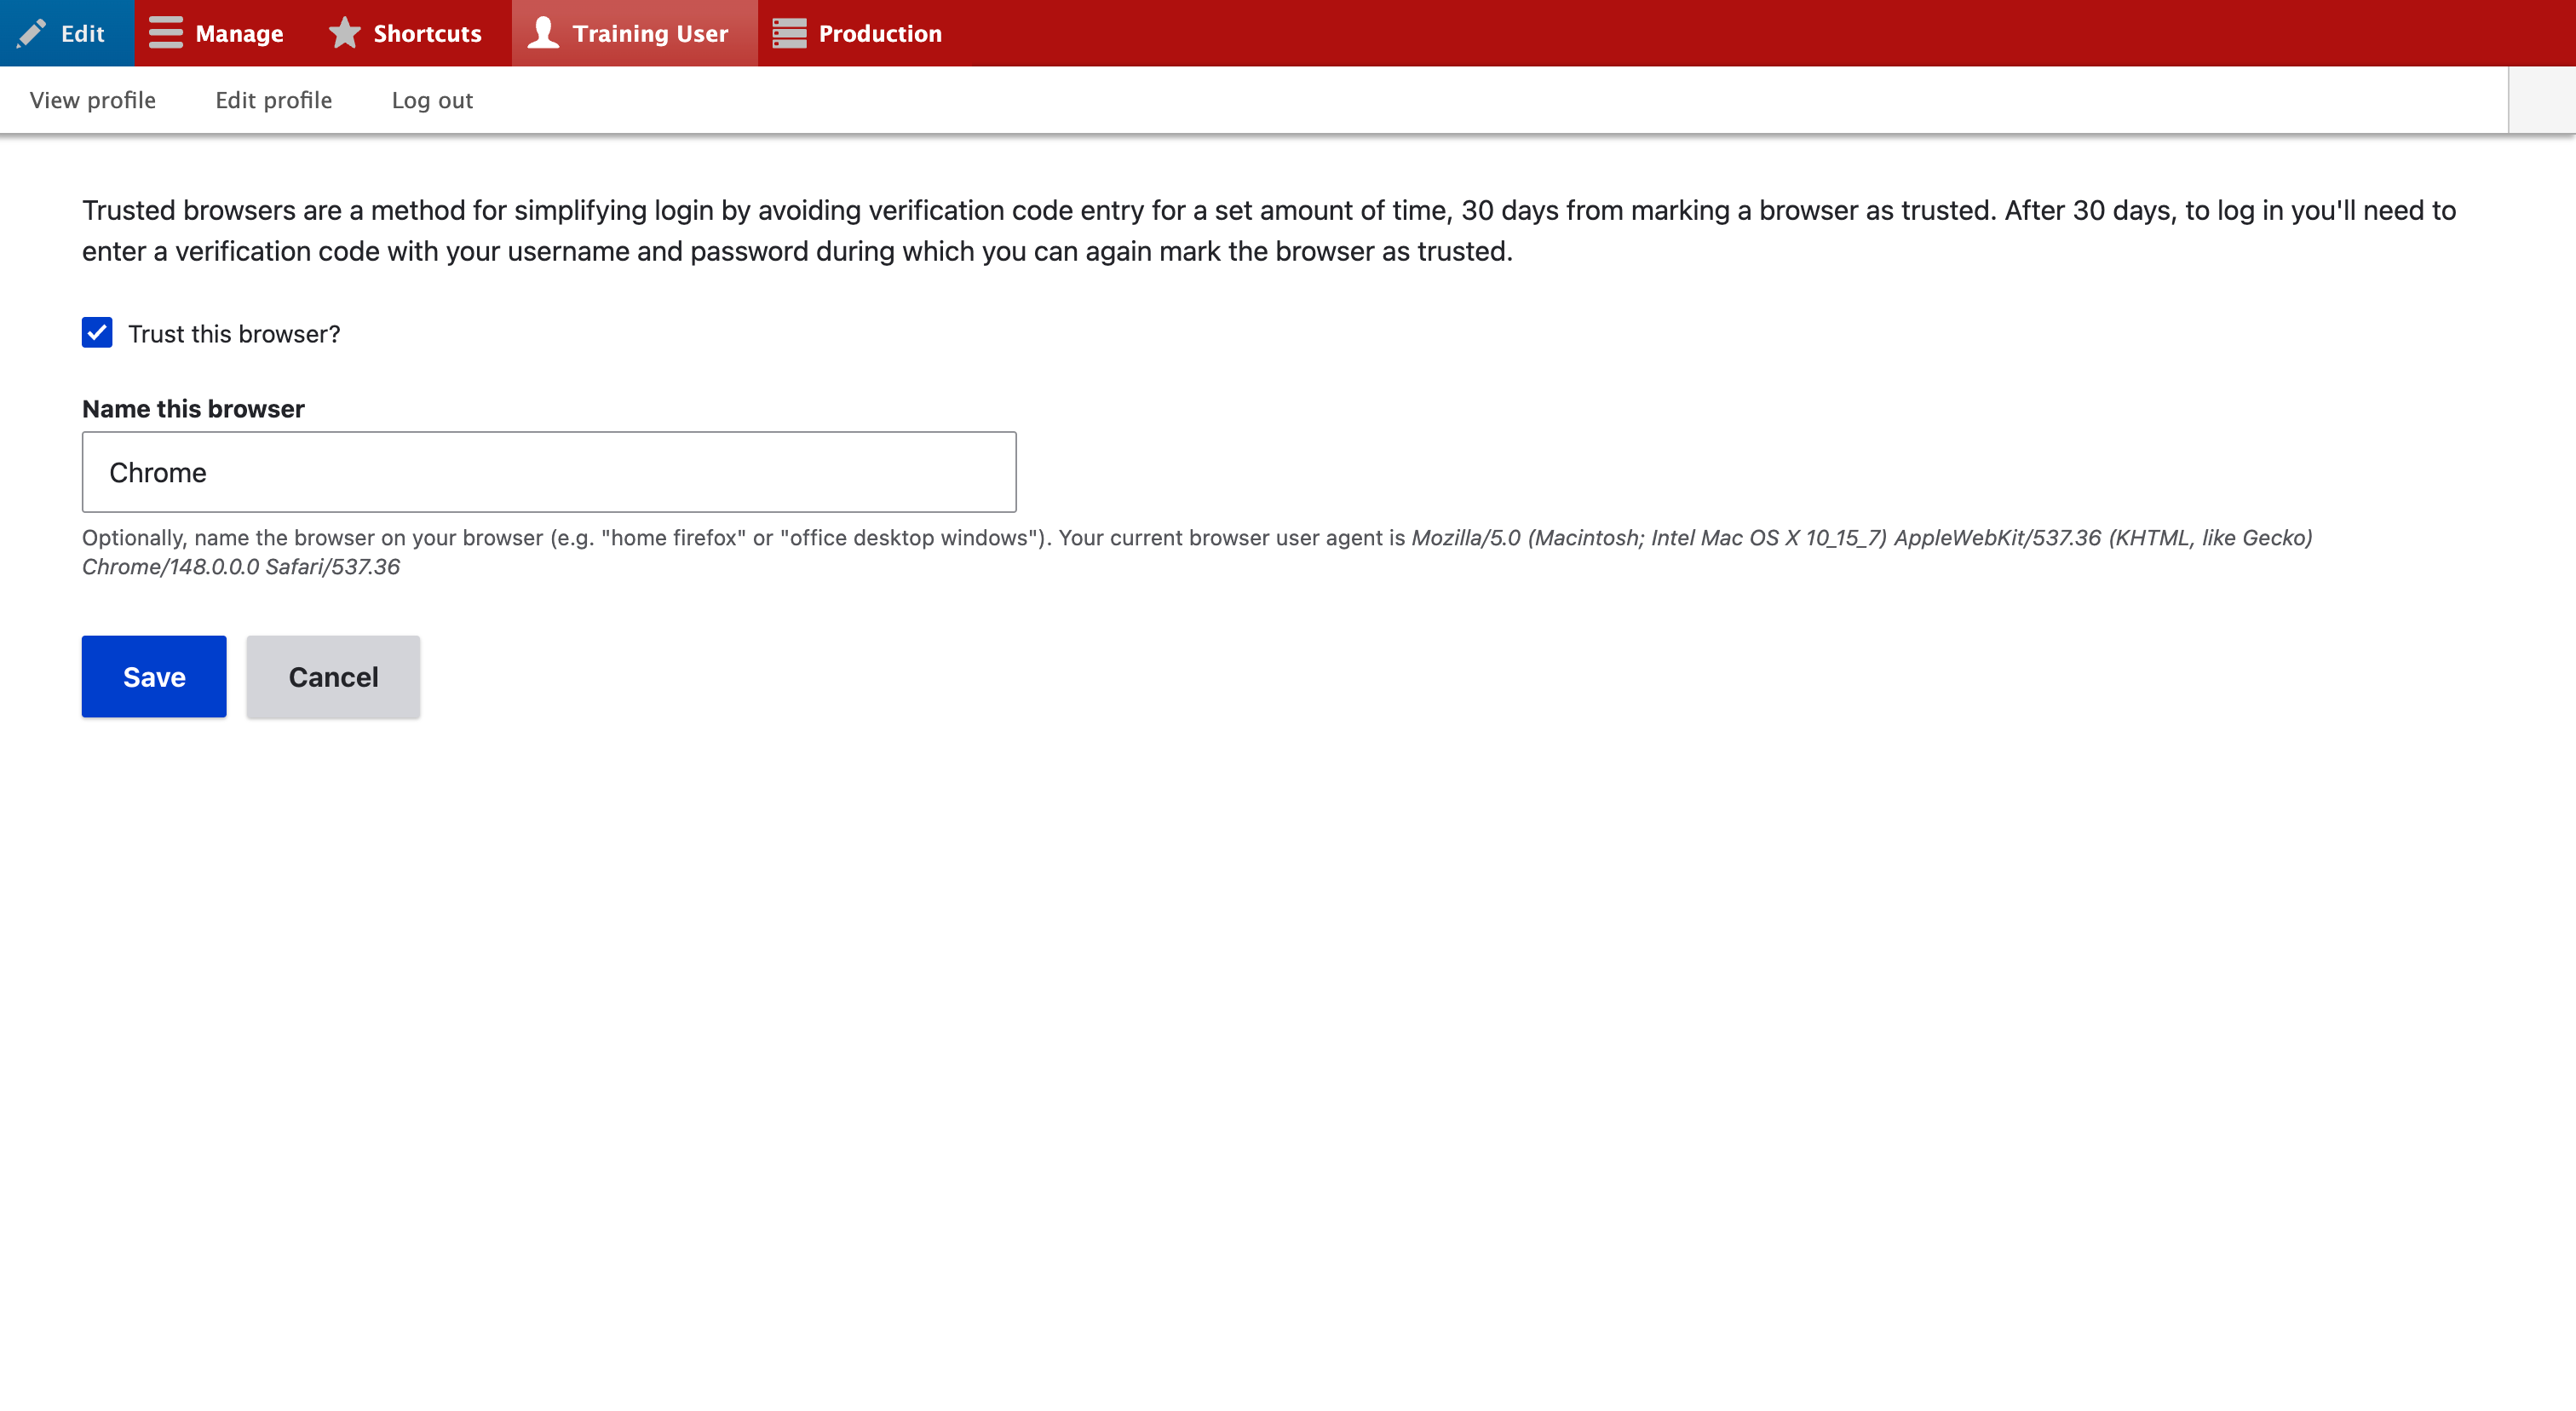 Edit Manage Shortcuts Training User Production
View profile Edit profile Log out
Trusted browsers are a method for simplifying login by avoiding verification code entry for a set amount of time, 30 days from marking a browser as trusted. After 30 days, to log in you'll need to
enter a verification code with your username and password during which you can again mark the browser as trusted.
Trust this browser?
Name this browser
Chrome
Optionally, name the browser on your browser (e.g. "home firefox" or "office desktop windows"). Your current browser user agent is Mozilla/5.0 (Macintosh; Intel Mac OS X 10_15_7) AppleWebKit/537.36 (KHTML, like Gecko)
Chrome/148.0.0.0 Safari/537.36
Save Cancel